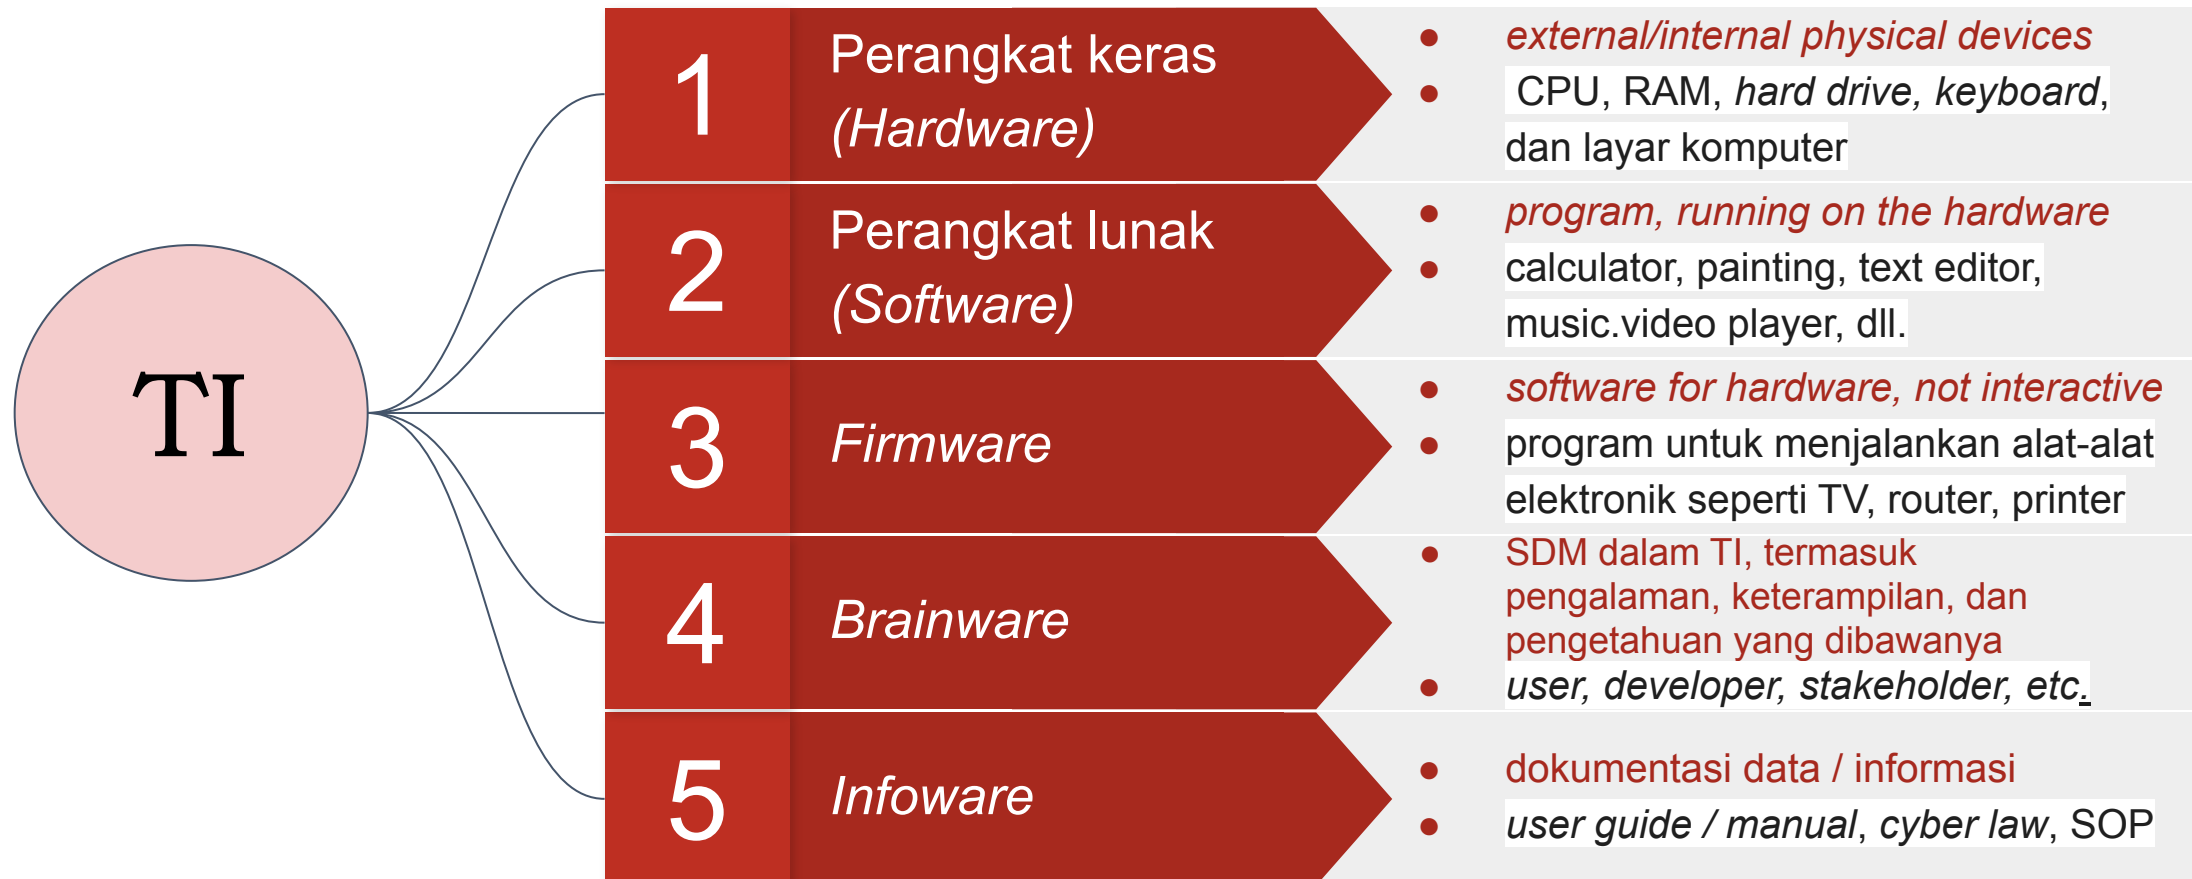 TI
1
Perangkat keras
(Hardware)
● external/internal physical devices
● CPU, RAM, hard drive, keyboard,
dan layar komputer
2
Perangkat lunak
(Software)
● program, running on the hardware
● calculator, painting, text editor,
music.video player, dll.
3
Firmware
● software for hardware, not interactive
● program untuk menjalankan alat-alat
elektronik seperti TV, router, printer
4
Brainware
● SDM dalam TI, termasuk
pengalaman, keterampilan, dan
pengetahuan yang dibawanya
● user, developer, stakeholder, etc.
5
Infoware
● dokumentasi data / informasi
● user guide / manual, cyber law, SOP